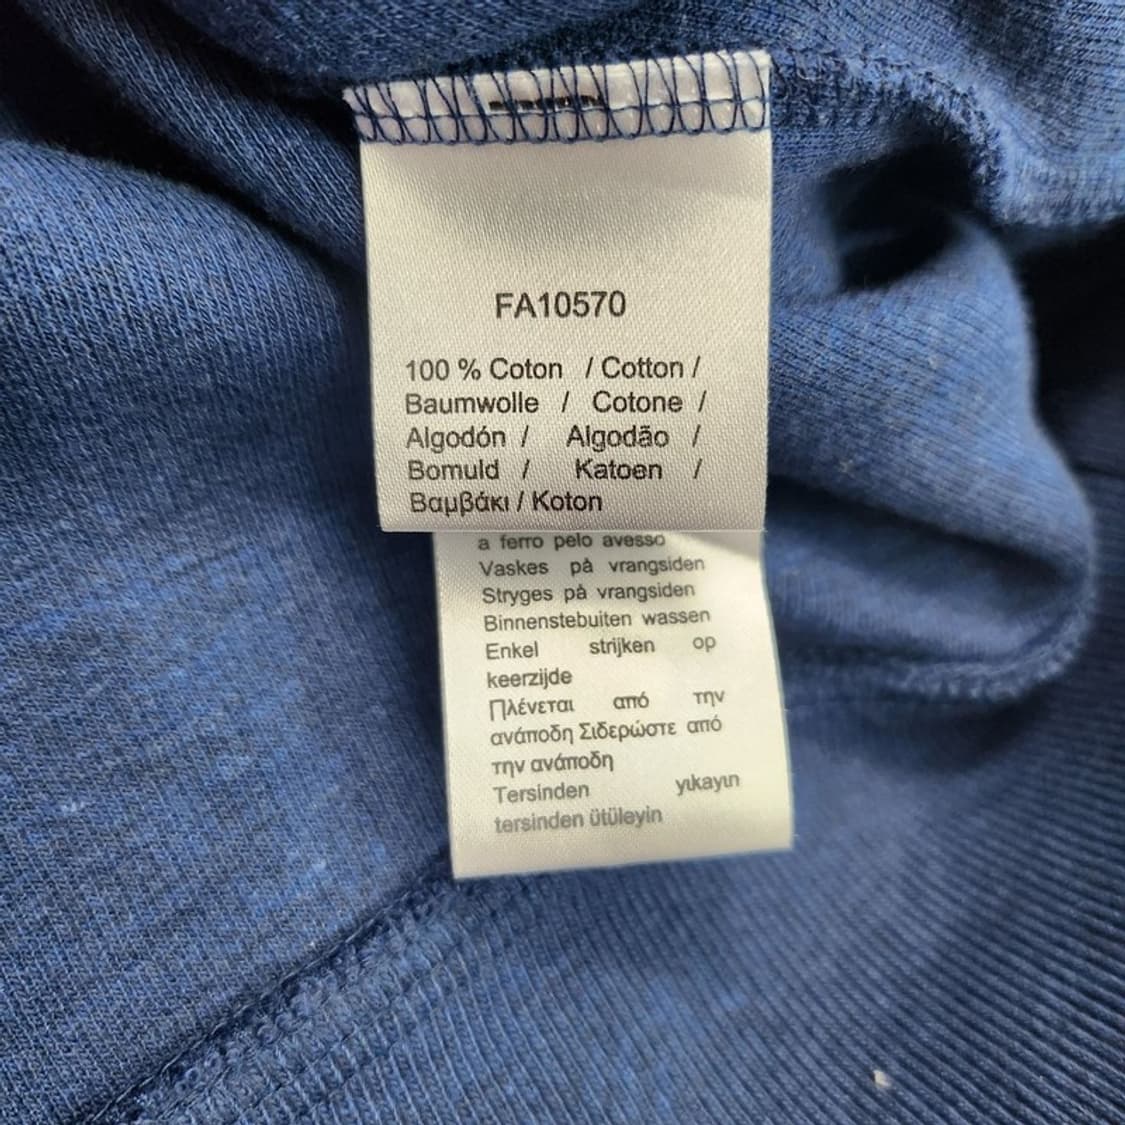 FA10570
100 % Coton / Cotton /
Baumwolle / Cotone /
Algodón / Algodão /
Bomuld / Katoen /
Βαμβάκι / Koton
a ferro pelo avesso
Vaskes på vrangsiden
Stryges på vrangsiden
Binnenstebuiten wassen
Enkel strijken op
keerzijde
Πλένεται από την
ανάποδη Σιδερώστε από
την ανάποδη
Tersinden yıkayın
tersinden ütüleyin